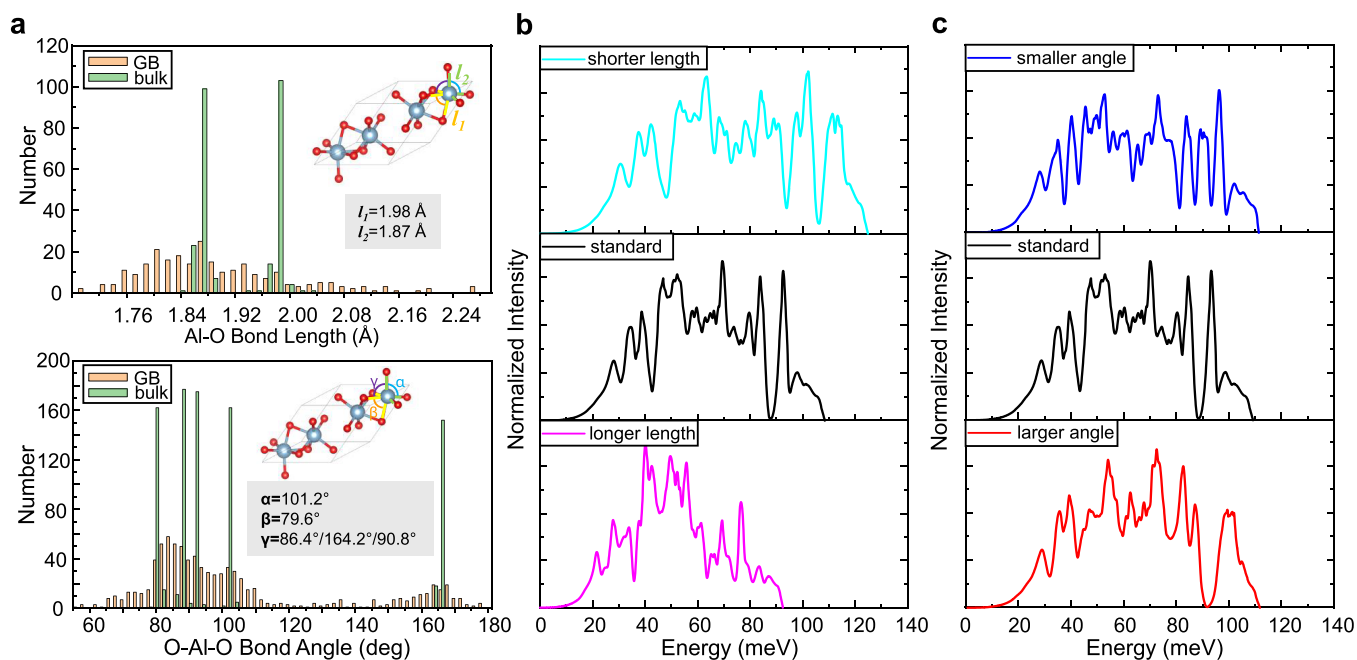 a
120
100
80
60
40
20
0
Number
GB
bulk
l2
l1
l1=1.98 Å
l2=1.87 Å
1.76 1.84 1.92 2.00 2.08 2.16 2.24
Al-O Bond Length (Å)
200
160
120
80
40
0
Number
GB
bulk
γ α
β
α=101.2°
β=79.6°
γ=86.4°/164.2°/90.8°
60 80 100 120 140 160 180
O-Al-O Bond Angle (deg)
b
shorter length
standard
longer length
Normalized Intensity
0 20 40 60 80 100 120 140
Energy (meV)
c
smaller angle
standard
larger angle
Normalized Intensity
0 20 40 60 80 100 120 140
Energy (meV)